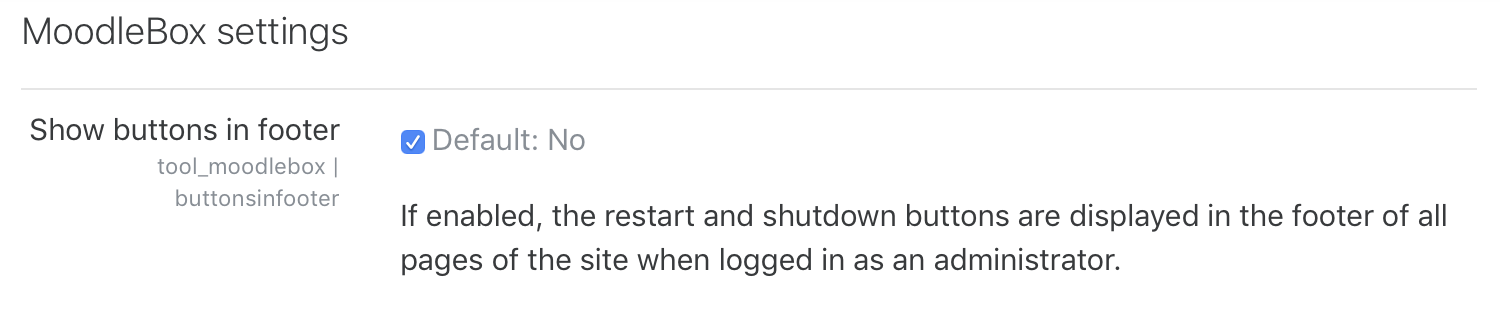 MoodleBox settings
Show buttons in footer
tool_moodlebox |
buttonsinfooter
Default: No
If enabled, the restart and shutdown buttons are displayed in the footer of all
pages of the site when logged in as an administrator.